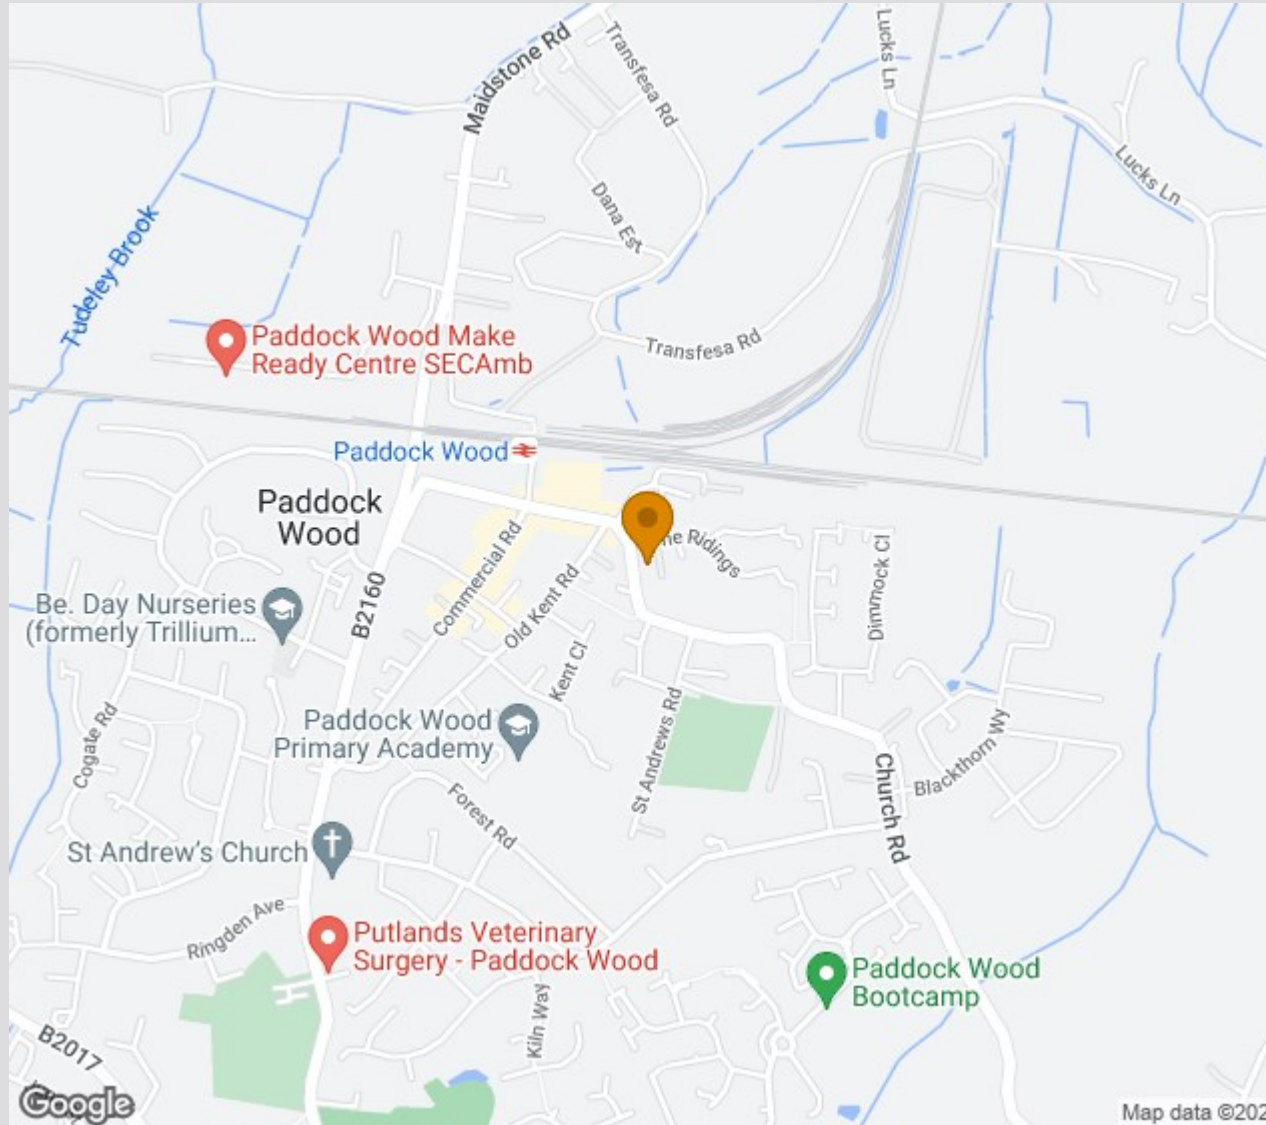 Lucks Ln
Maidstone Rd
Transfesa Rd
Lucks Ln
Dana Est
Tudeley Brook
Paddock Wood Make
Ready Centre SECAmb
Transfesa Rd
Paddock Wood
Paddock
Wood
he Ridings
Commercial Rd
Old Kent Rd
Dimmock Cl
B2160
Be. Day Nurseries
(formerly Trillium...
Kent Cl
Paddock Wood
Primary Academy
St Andrews Rd
Cogate Rd
Blackthorn Wy
Church Rd
Forest Rd
St Andrew's Church
Ringden Ave
Putlands Veterinary
Surgery - Paddock Wood
Paddock Wood
Bootcamp
Kiln Way
B2017
Google
Map data ©202